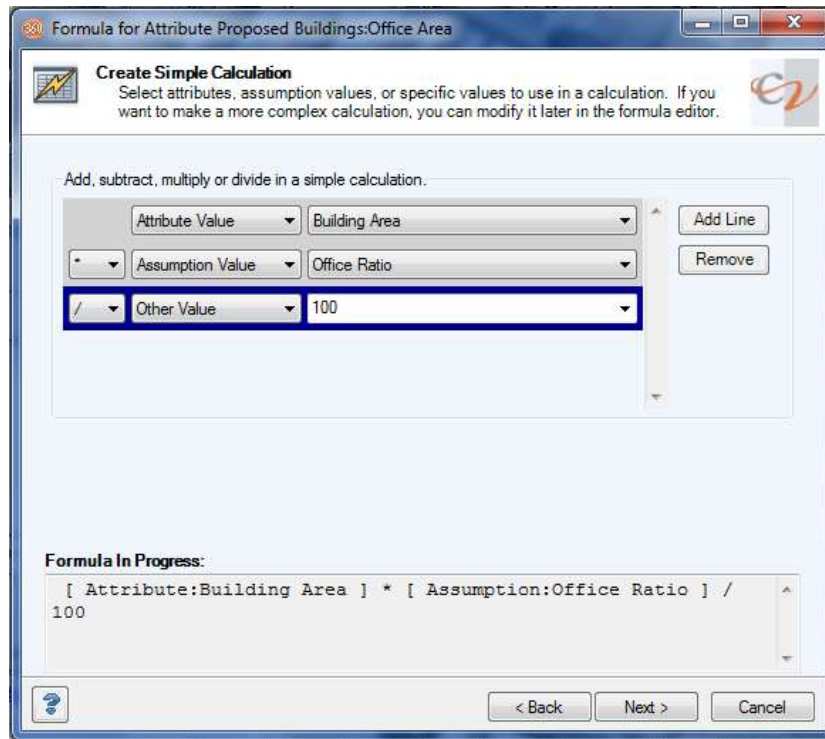 360 Formula for Attribute Proposed Buildings:Office Area
Create Simple Calculation
Select attributes, assumption values, or specific values to use in a calculation. If you
want to make a more complex calculation, you can modify it later in the formula editor.
CV
Add, subtract, multiply or divide in a simple calculation.
Attribute Value Building Area Add Line
* Assumption Value Office Ratio Remove
/ Other Value 100
Formula In Progress:
[ Attribute:Building Area ] * [ Assumption:Office Ratio ] /
100
? < Back Next > Cancel